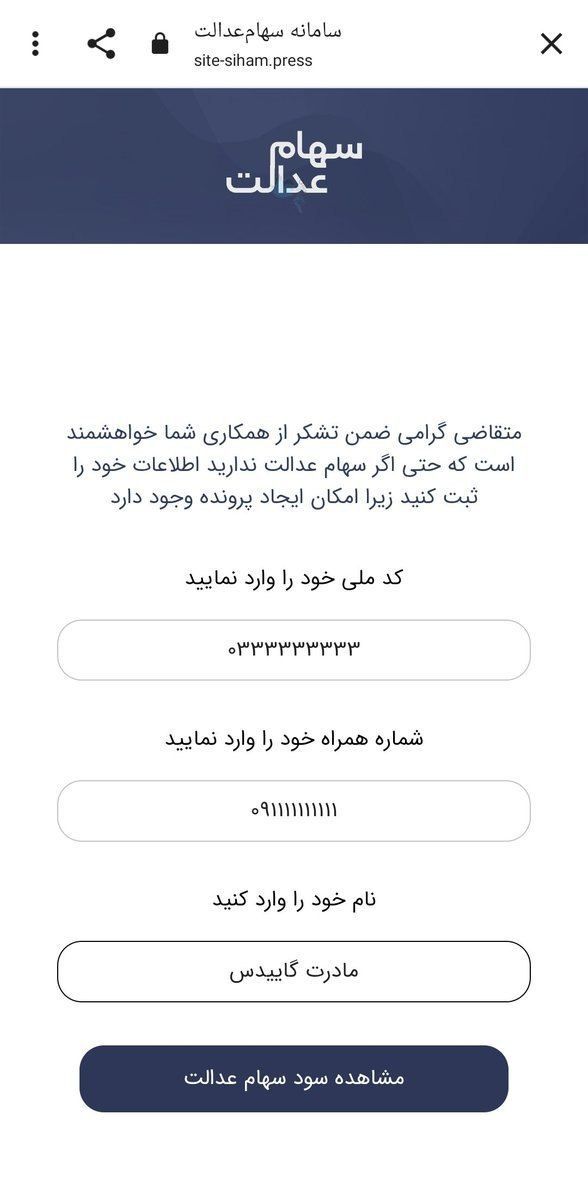 سامانه سهام‌عدالت
site-siham.press
سهام
عدالت
متقاضی گرامی ضمن تشکر از همکاری شما خواهشمند
است که حتی اگر سهام عدالت ندارید اطلاعات خود را
ثبت کنید زیرا امکان ایجاد پرونده وجود دارد
کد ملی خود را وارد نمایید
۰۳۳۳۳۳۳۳۳۳
شماره همراه خود را وارد نمایید
۰۹۱۱۱۱۱۱۱۱۱
نام خود را وارد کنید
مادرت گاییدس
مشاهده سود سهام عدالت